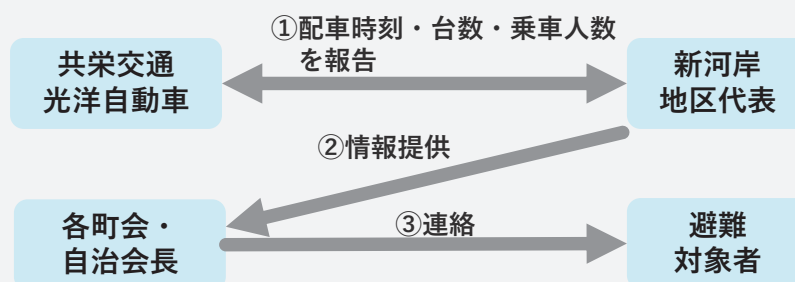 ①配車時刻・台数・乗車人数
を報告
共栄交通
光洋自動車
新河岸
地区代表
②情報提供
各町会・
自治会長
③連絡
避難
対象者